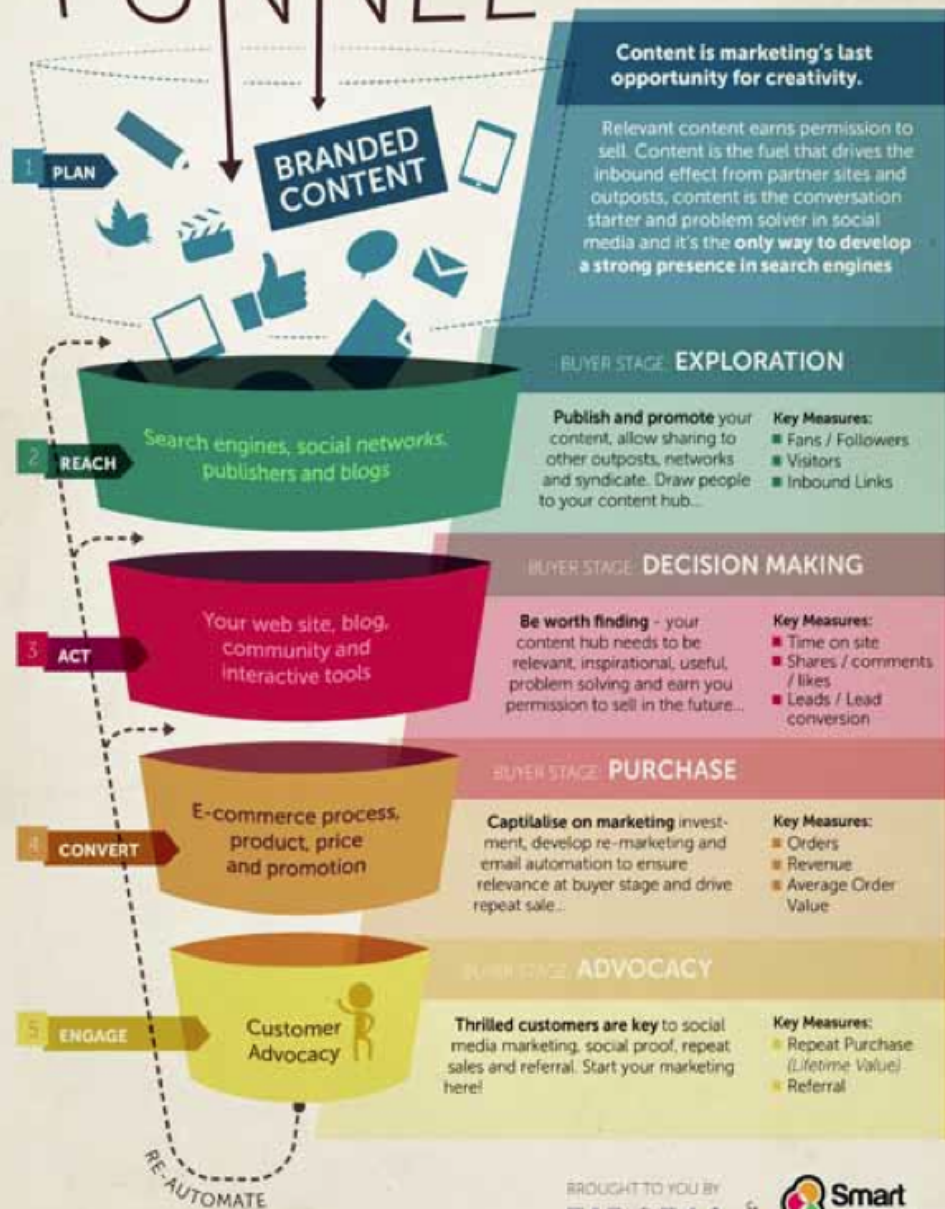 FUNNEL
Content is marketing's last
opportunity for creativity.
Relevant content earns permission to
sell. Content is the fuel that drives the
inbound effect from partner sites and
outposts, content is the conversation
starter and problem solver in social
media and it's the only way to develop
a strong presence in search engines
1 PLAN
BRANDED
CONTENT
BUYER STAGE: EXPLORATION
2 REACH
Search engines, social networks,
publishers and blogs
Publish and promote your
content, allow sharing to
other outposts, networks
and syndicate. Draw people
to your content hub...
Key Measures:
Fans / Followers
Visitors
Inbound Links
BUYER STAGE: DECISION MAKING
3 ACT
Your web site, blog,
community and
interactive tools
Be worth finding - your
content hub needs to be
relevant, inspirational, useful,
problem solving and earn you
permission to sell in the future...
Key Measures:
Time on site
Shares / comments
/ likes
Leads / Lead
conversion
BUYER STAGE: PURCHASE
4 CONVERT
E-commerce process,
product, price
and promotion
Captilalise on marketing invest-
ment, develop re-marketing and
email automation to ensure
relevance at buyer stage and drive
repeat sale...
Key Measures:
Orders
Revenue
Average Order
Value
BUYER STAGE: ADVOCACY
5 ENGAGE
Customer
Advocacy
Thrilled customers are key to social
media marketing, social proof, repeat
sales and referral. Start your marketing
here!
Key Measures:
Repeat Purchase
(Lifetime Value)
Referral
RE-AUTOMATE
BROUGHT TO YOU BY
& Smart